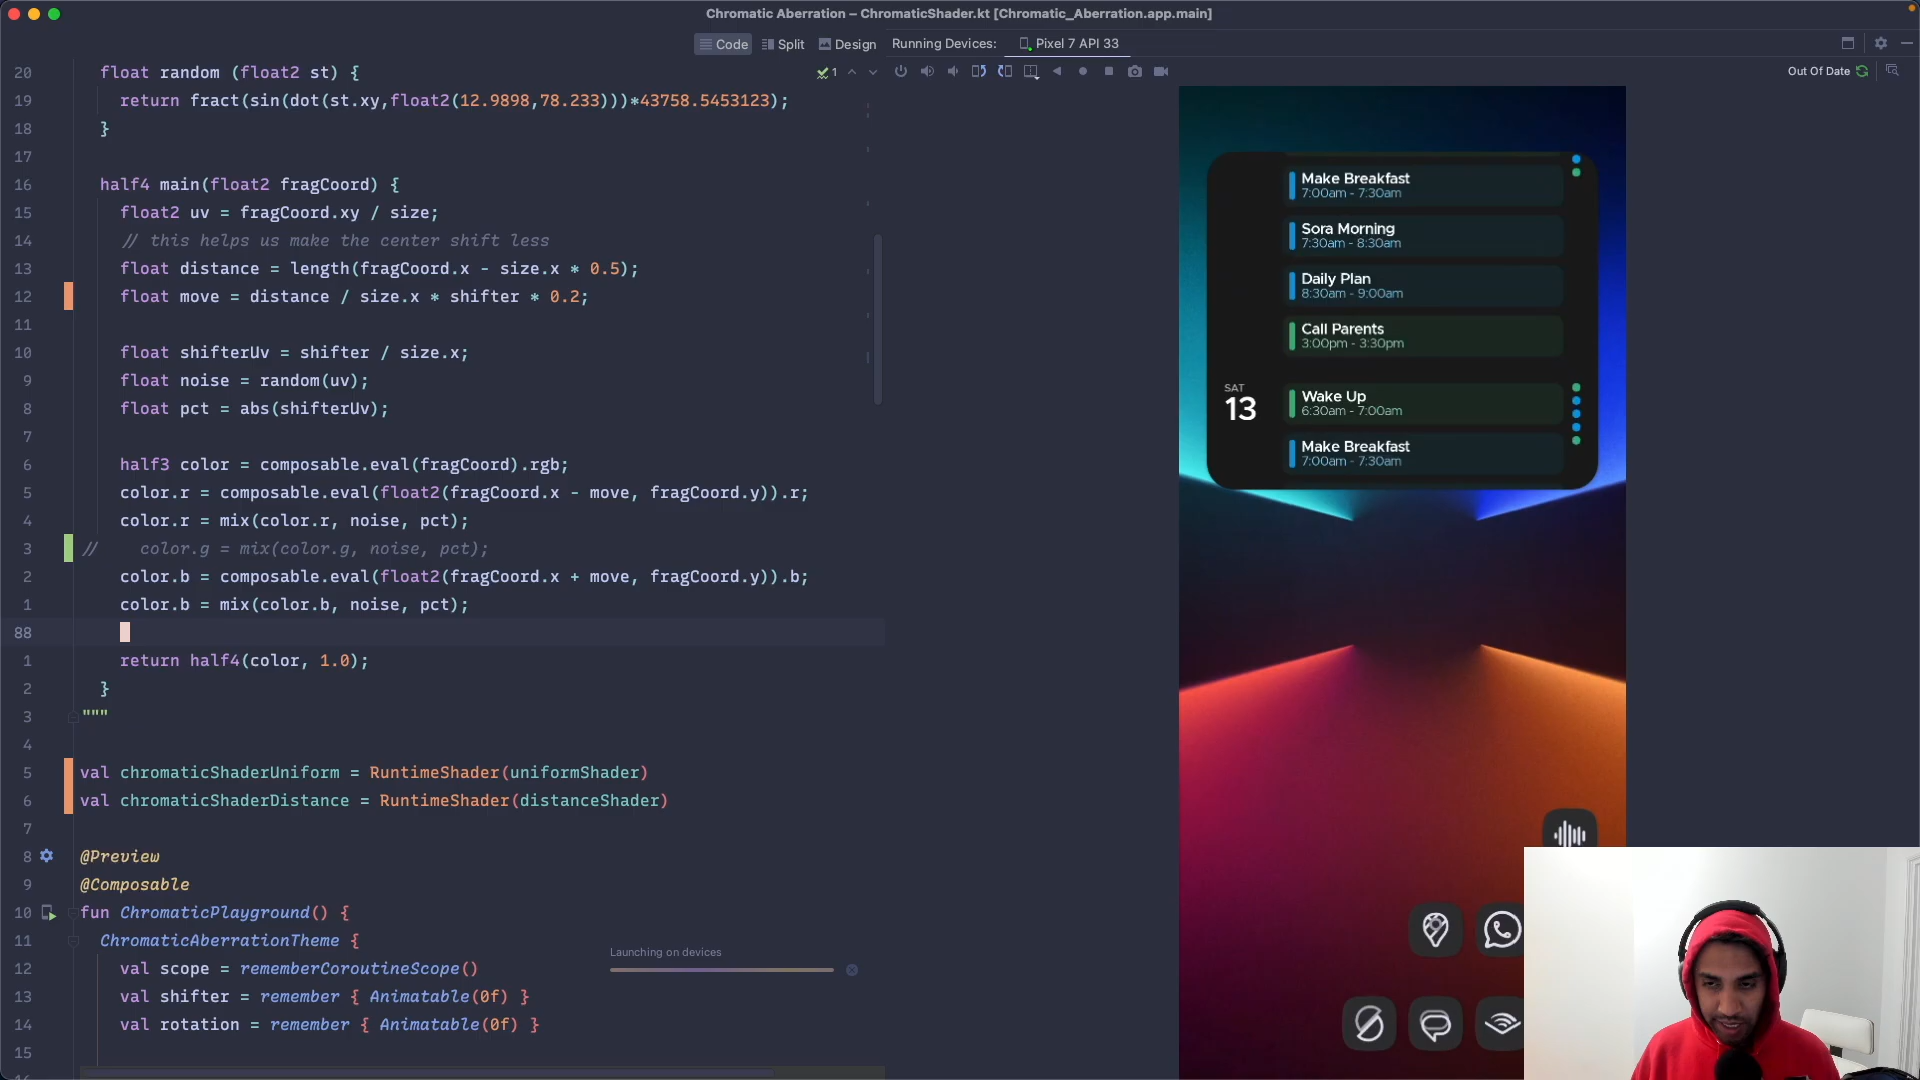 Chromatic Aberration – ChromaticShader.kt [Chromatic_Aberration.app.main]
Code
Split
Design
Running Devices:
Pixel 7 API 33
1
Out Of Date
20 float random (float2 st) {
19 return fract(sin(dot(st.xy,float2(12.9898,78.233)))*43758.5453123);
18 }
17
16 half4 main(float2 fragCoord) {
15 float2 uv = fragCoord.xy / size;
14 // this helps us make the center shift less
13 float distance = length(fragCoord.x - size.x * 0.5);
12 float move = distance / size.x * shifter * 0.2;
11
10 float shifterUv = shifter / size.x;
9 float noise = random(uv);
8 float pct = abs(shifterUv);
7
6 half3 color = composable.eval(fragCoord).rgb;
5 color.r = composable.eval(float2(fragCoord.x - move, fragCoord.y)).r;
4 color.r = mix(color.r, noise, pct);
3 // color.g = mix(color.g, noise, pct);
2 color.b = composable.eval(float2(fragCoord.x + move, fragCoord.y)).b;
1 color.b = mix(color.b, noise, pct);
88
1 return half4(color, 1.0);
2 }
3 """
4
5 val chromaticShaderUniform = RuntimeShader(uniformShader)
6 val chromaticShaderDistance = RuntimeShader(distanceShader)
7
8 @Preview
9 @Composable
10 fun ChromaticPlayground() {
11 ChromaticAberrationTheme {
12 val scope = rememberCoroutineScope()
13 val shifter = remember { Animatable(0f) }
14 val rotation = remember { Animatable(0f) }
15
Launching on devices
Make Breakfast
7:00am - 7:30am
Sora Morning
7:30am - 8:30am
Daily Plan
8:30am - 9:00am
Call Parents
3:00pm - 3:30pm
SAT
13
Wake Up
6:30am - 7:00am
Make Breakfast
7:00am - 7:30am